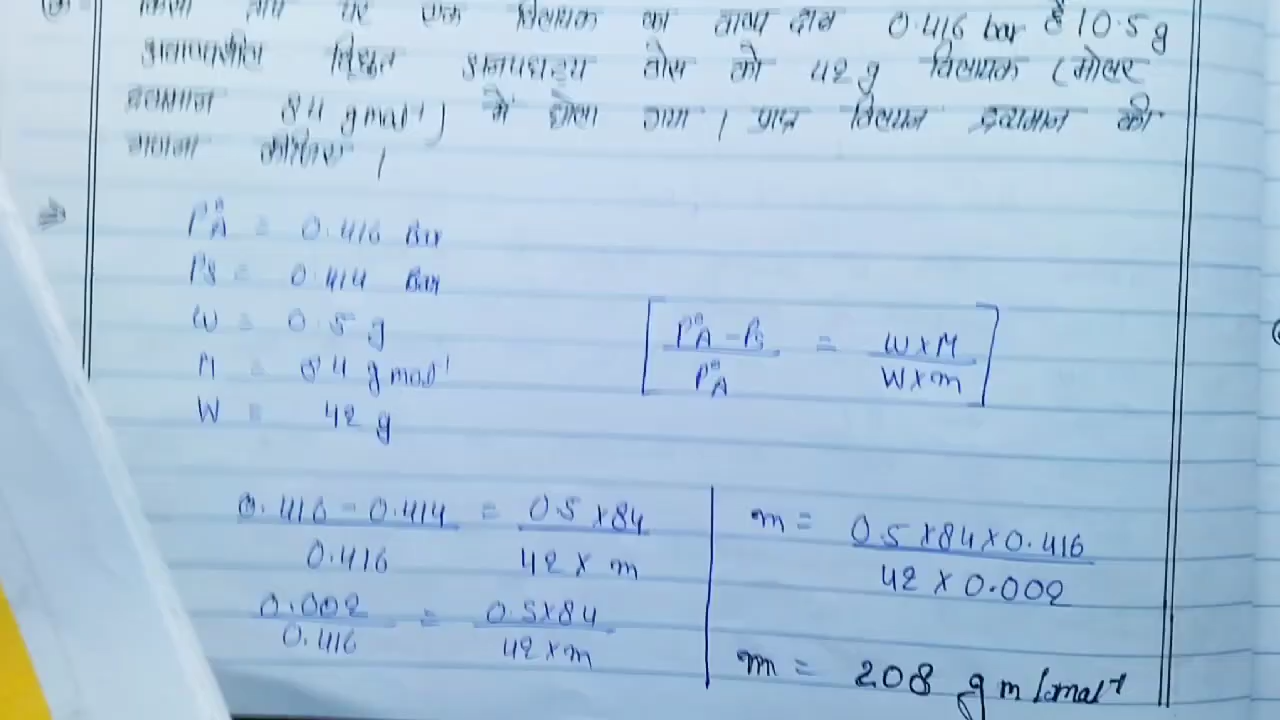 किसी ताप पर एक विलायक का वाष्प दाब 0.416 bar है 10.5 g
अवाष्पशील विद्युत अनपघट्य ठोस को 42 g विलायक (मोलर
द्रव्यमान 84 g mol⁻¹) में घोला गया । प्राप्त विलयन द्रव्यमान की
गणना कीजिए ।
⇒
P°A = 0.416 Bar
Ps = 0.414 Bar
W = 0.5 g
M = 84 g mol⁻¹
W = 42 g
[ (P°A - Ps) / P°A = (W×M) / (W×m) ]
(0.416 - 0.414) / 0.416 = (0.5 × 84) / (42 × m)
0.002 / 0.416 = (0.5×84) / (42×m)
m = (0.5 × 84 × 0.416) / (42 × 0.002)
m = 208 gm/mol⁻¹